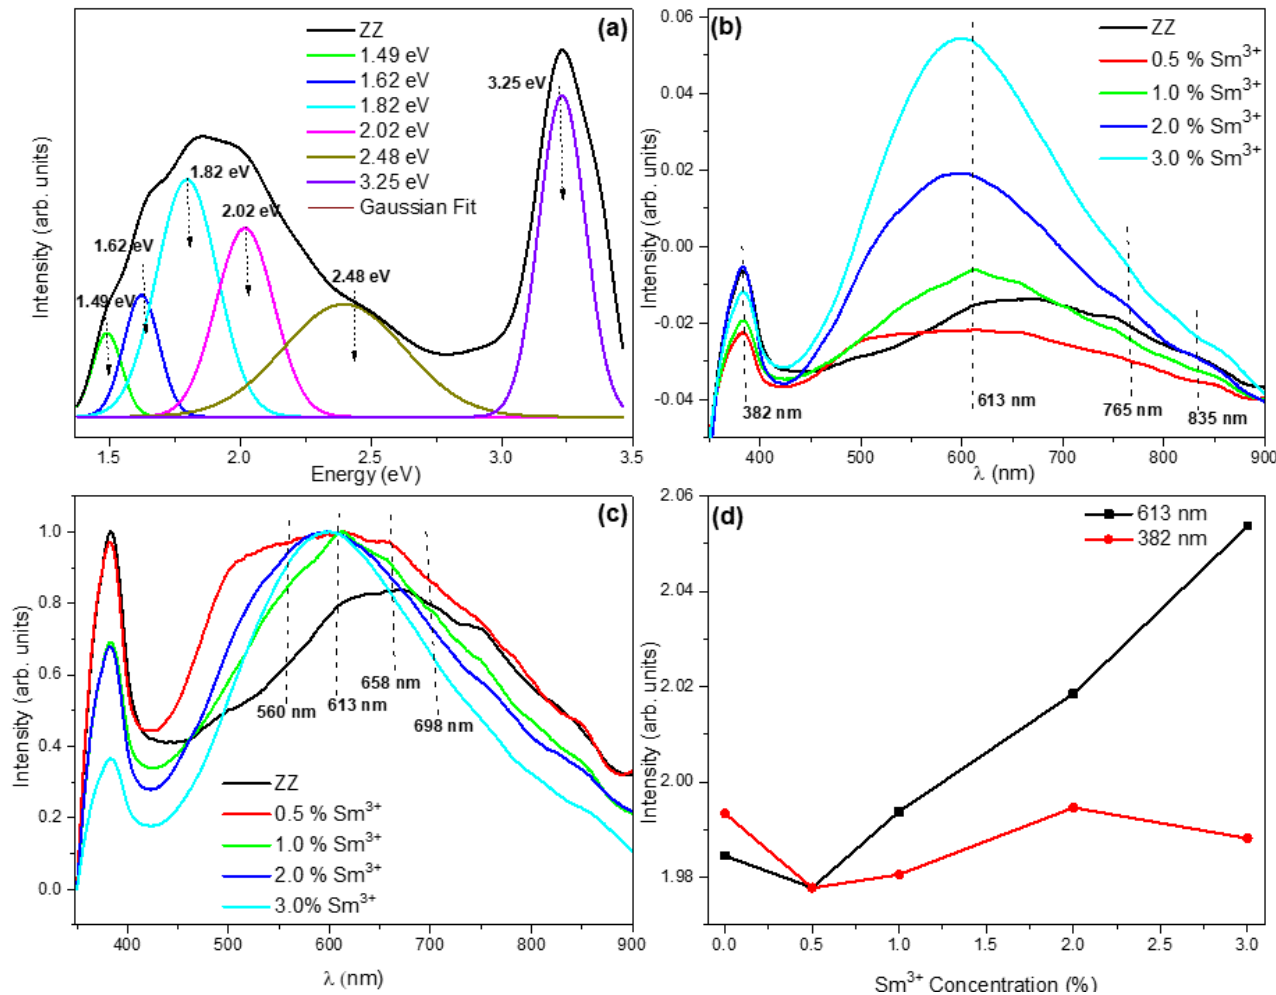 (a)
ZZ
1.49 eV
1.62 eV
1.82 eV
2.02 eV
2.48 eV
3.25 eV
Gaussian Fit
3.25 eV
1.82 eV
2.02 eV
1.62 eV
2.48 eV
1.49 eV
Intensity (arb. units)
1.5 2.0 2.5 3.0 3.5
Energy (eV)
(b)
ZZ
0.5 % Sm³⁺
1.0 % Sm³⁺
2.0 % Sm³⁺
3.0 % Sm³⁺
0.06
0.04
0.02
0.00
-0.02
-0.04
Intensity (arb. units)
382 nm
613 nm
765 nm
835 nm
400 500 600 700 800 900
λ (nm)
(c)
1.0
0.8
0.6
0.4
0.2
0.0
Intensity (arb. units)
560 nm
613 nm
658 nm
698 nm
ZZ
0.5 % Sm³⁺
1.0 % Sm³⁺
2.0 % Sm³⁺
3.0% Sm³⁺
400 500 600 700 800 900
λ (nm)
(d)
613 nm
382 nm
2.06
2.04
2.02
2.00
1.98
Intensity (arb. units)
0.0 0.5 1.0 1.5 2.0 2.5 3.0
Sm³⁺ Concentration (%)